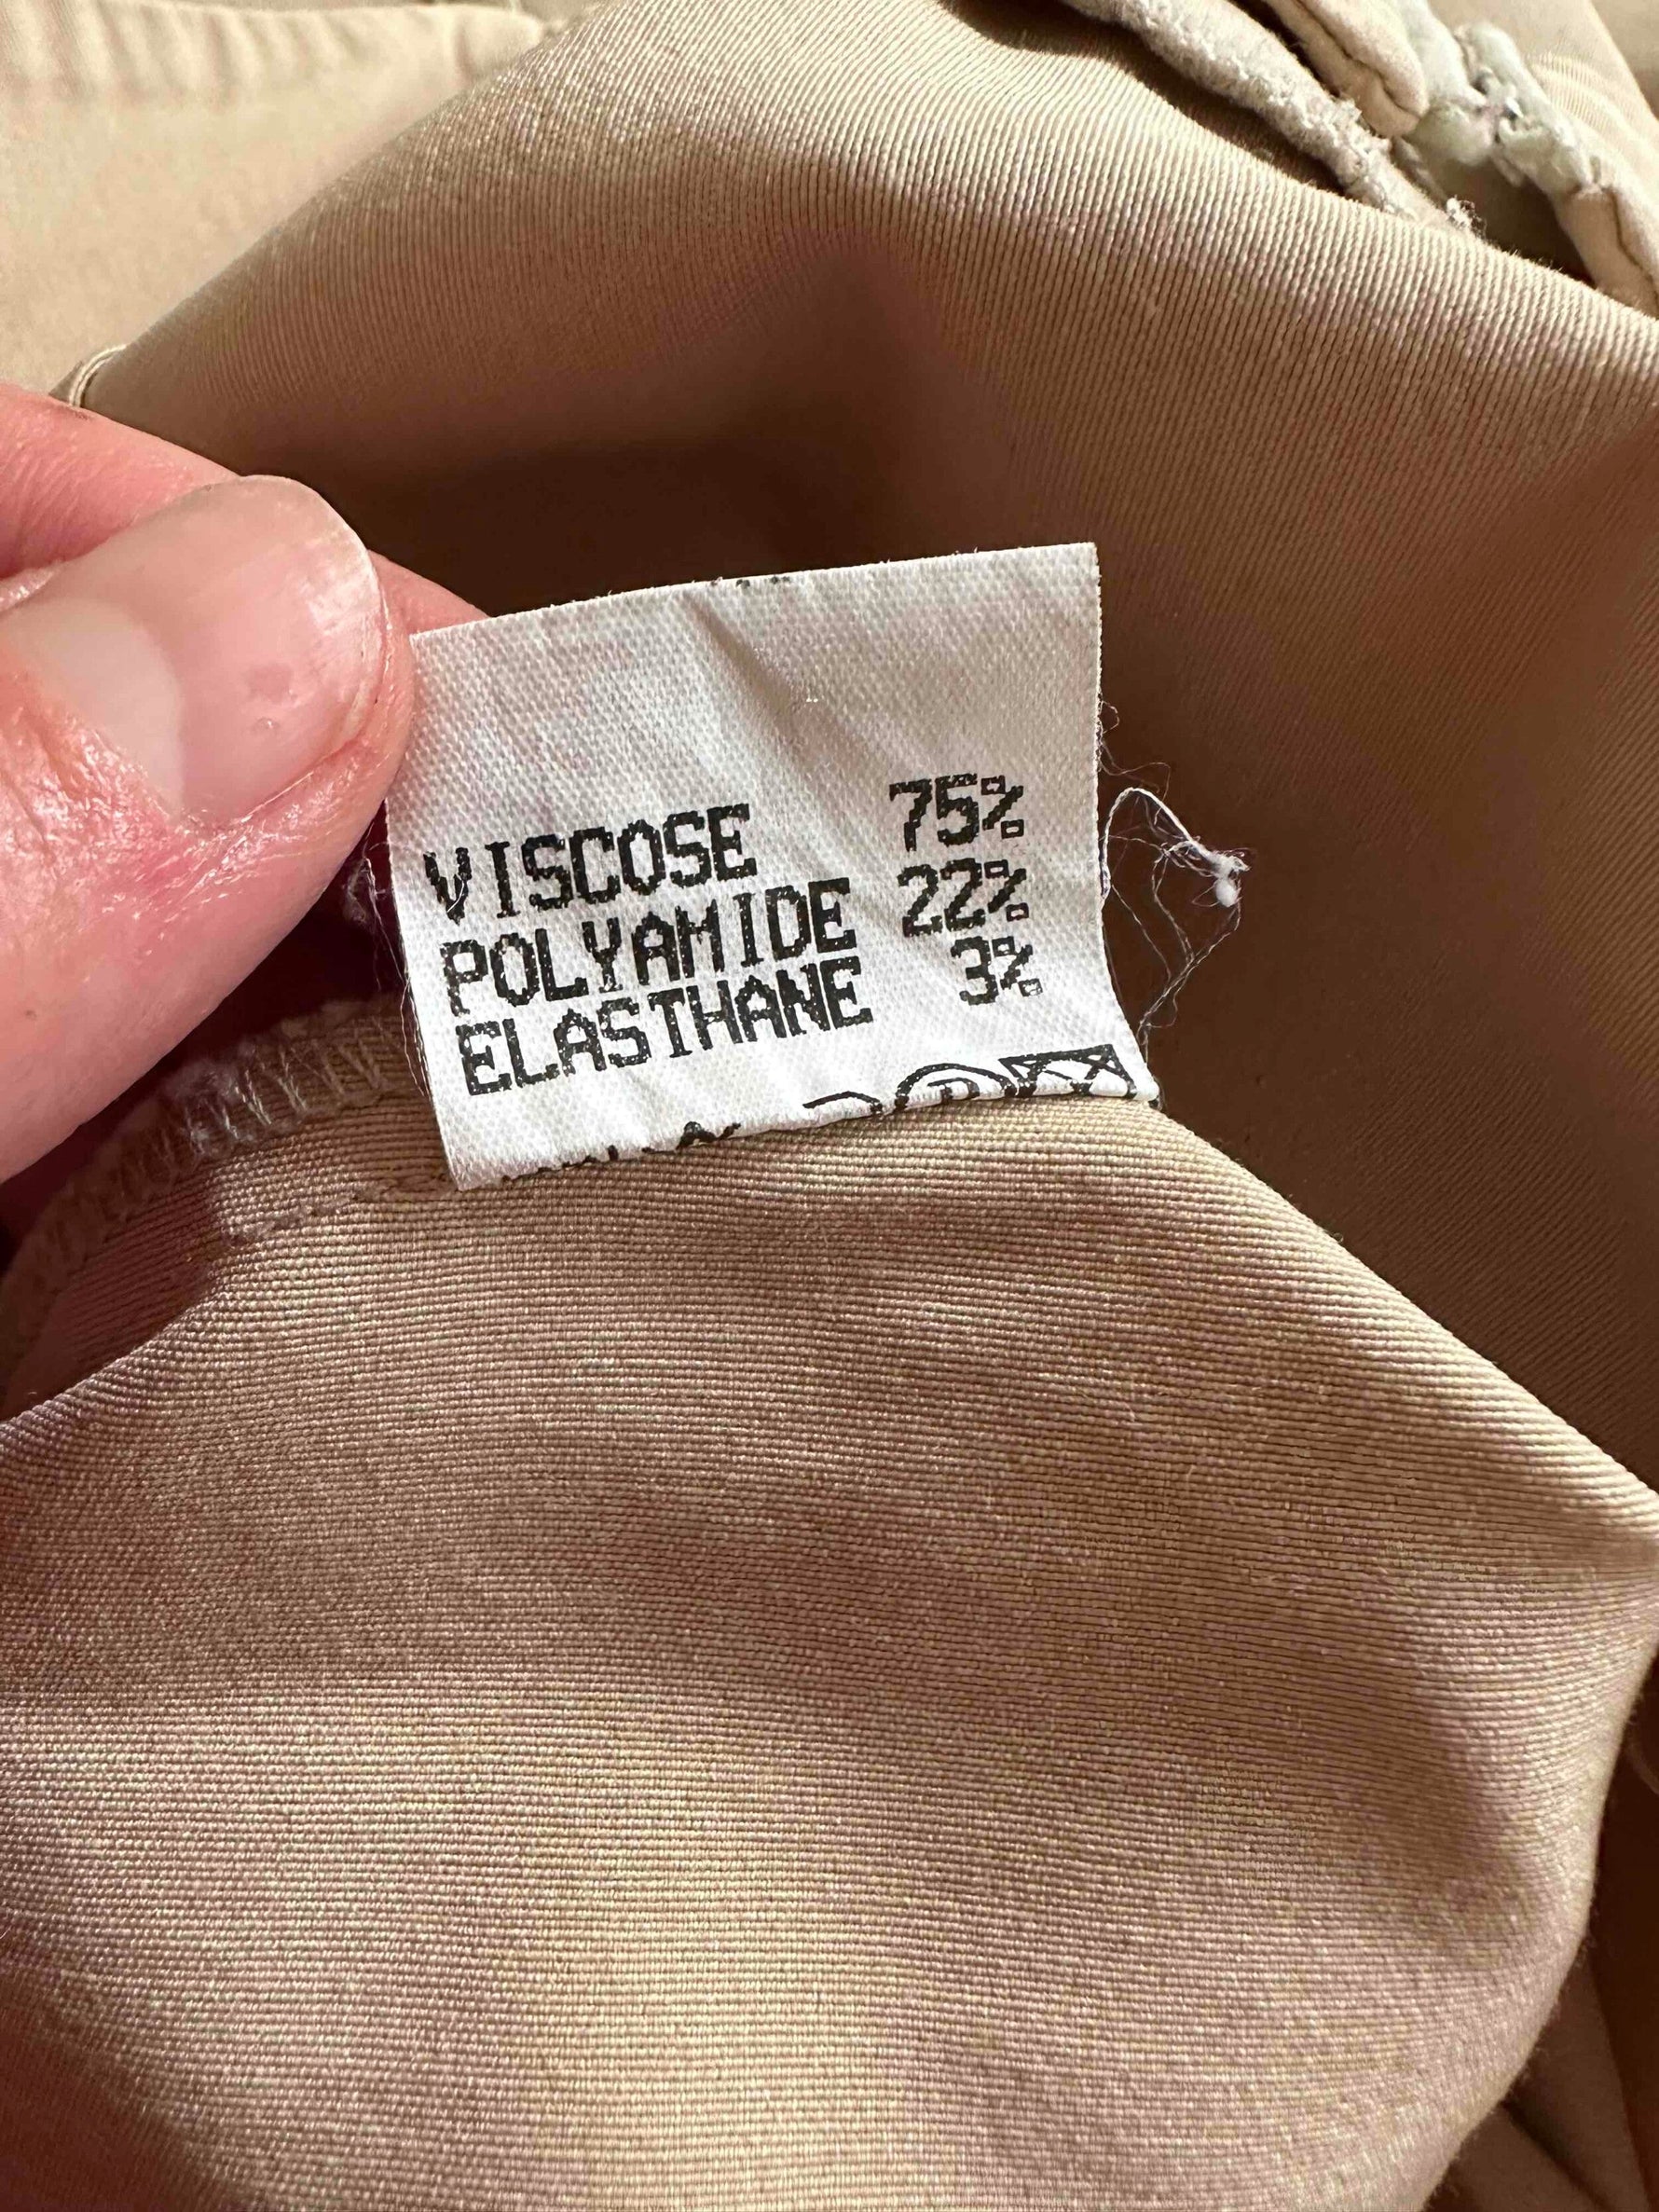 VISCOSE 75%
POLYAMIDE 22%
ELASTHANE 3%